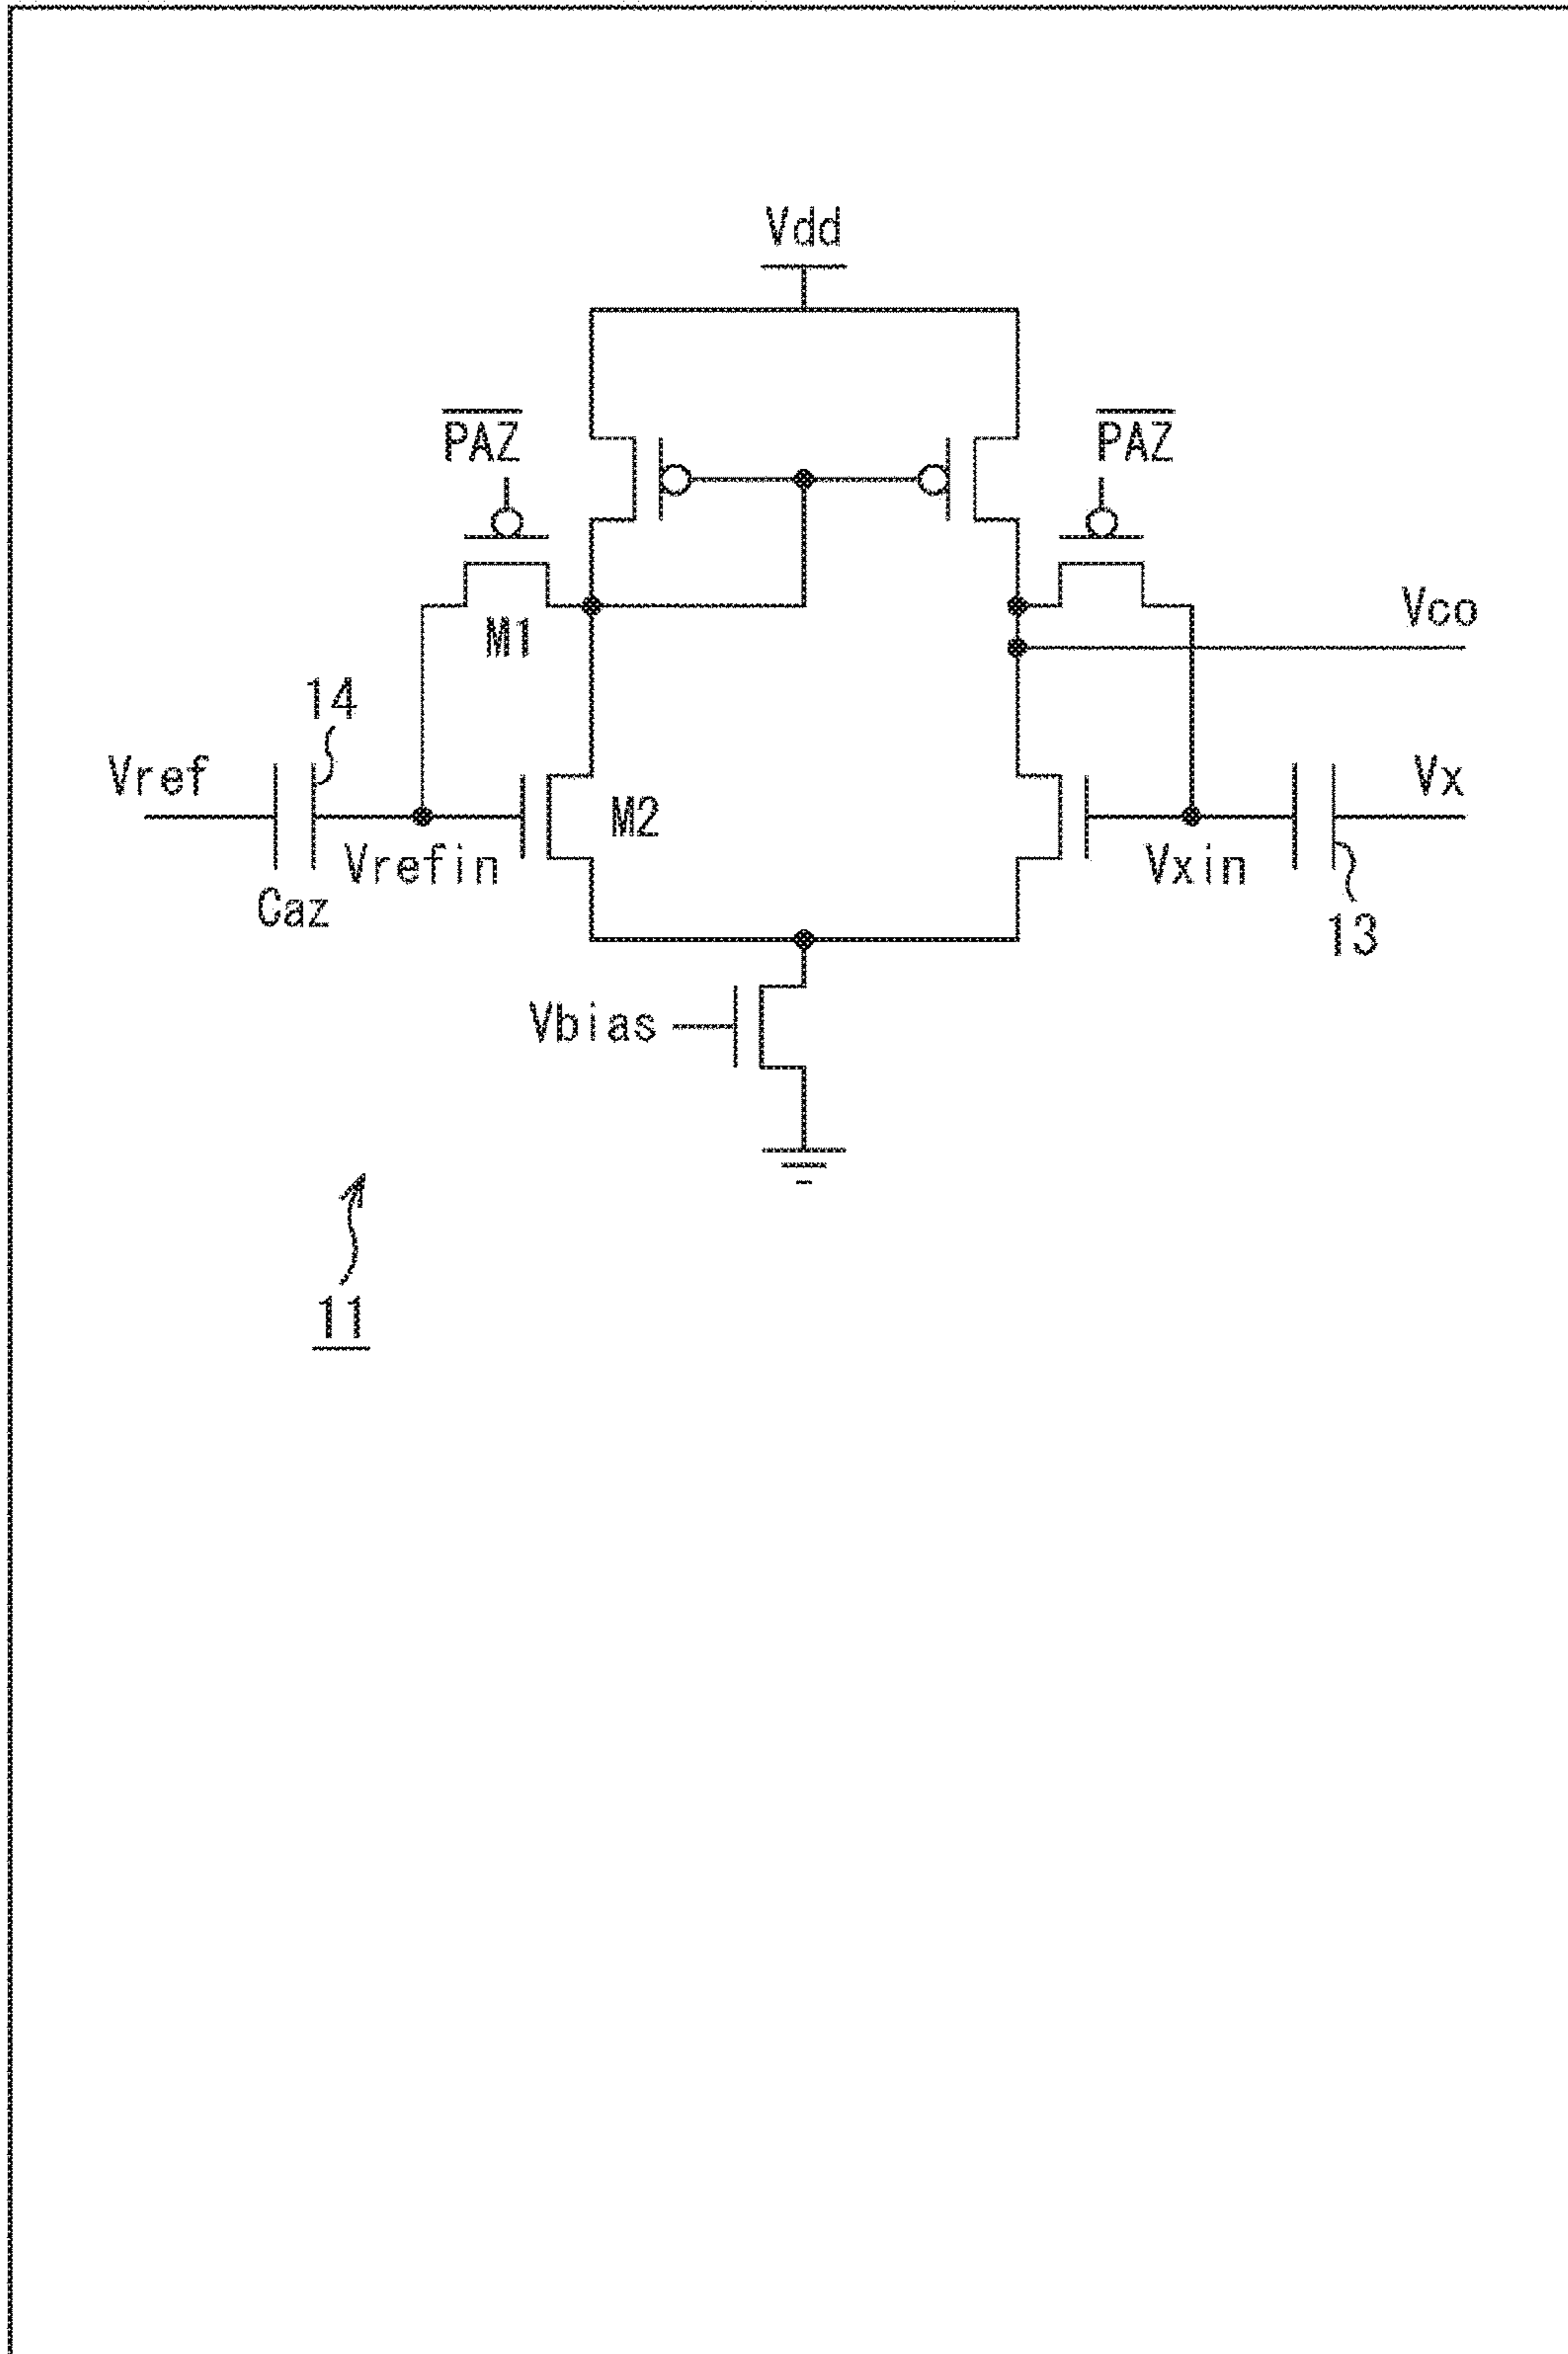 Vdd
PAZ
PAZ
M1
Vco
14
Vref
Vx
M2
Vrefin
Vxin
Caz
13
Vbias
11